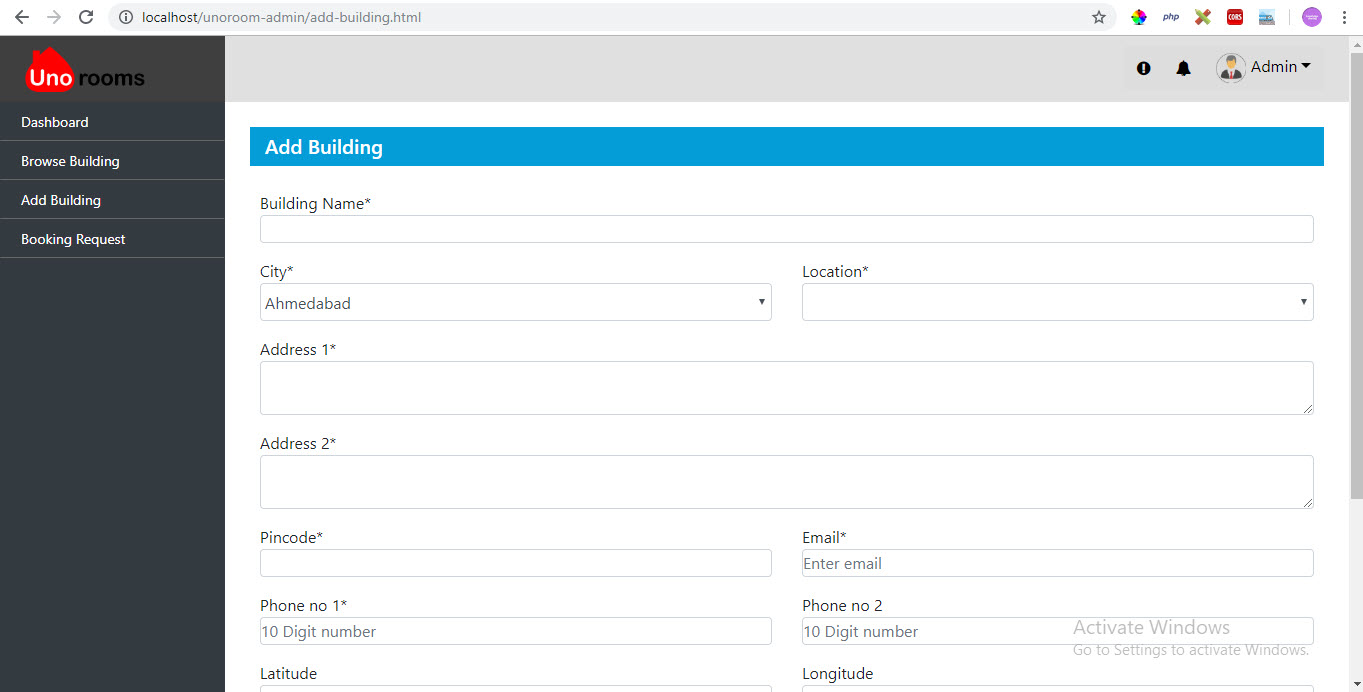 localhost/unoroom-admin/add-building.html
php
CORS
Uno rooms
Admin
Dashboard
Browse Building
Add Building
Booking Request
Add Building
Building Name*
City* Location*
Ahmedabad
Address 1*
Address 2*
Pincode* Email*
Enter email
Phone no 1* Phone no 2
10 Digit number 10 Digit number
Activate Windows
Go to Settings to activate Windows.
Latitude Longitude